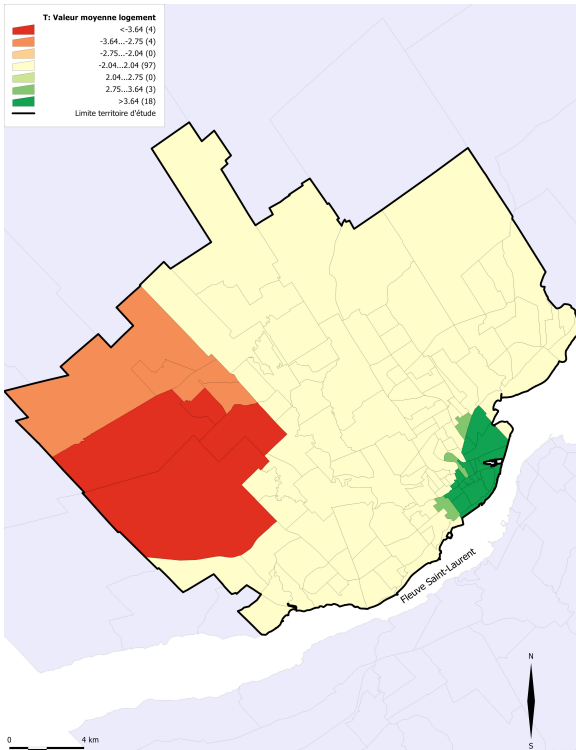 T: Valeur moyenne logement
<-3.64 (4)
-3.64...-2.75 (4)
-2.75...-2.04 (0)
-2.04...2.04 (97)
2.04...2.75 (0)
2.75...3.64 (3)
>3.64 (18)
Limite territoire d'étude
Fleuve Saint-Laurent
N
S
0 4 km